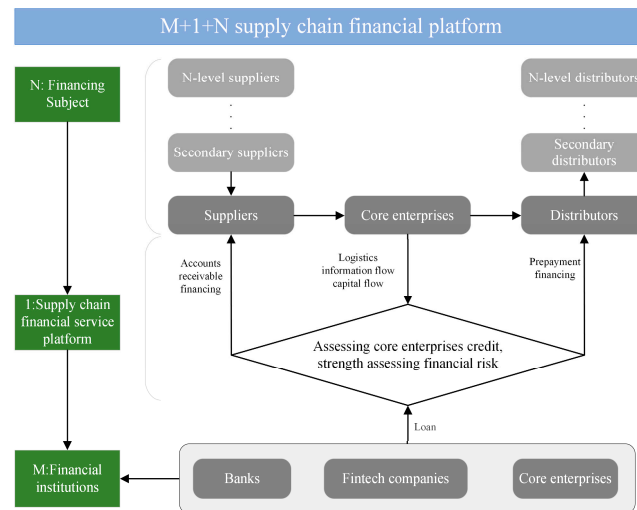 M+1+N supply chain financial platform
N: Financing
Subject
N-level suppliers
N-level distributors
Secondary suppliers
Secondary
distributors
Suppliers
Core enterprises
Distributors
Accounts
receivable
financing
Logistics
information flow
capital flow
Prepayment
financing
1:Supply chain
financial service
platform
Assessing core enterprises credit,
strength assessing financial risk
Loan
M:Financial
institutions
Banks
Fintech companies
Core enterprises